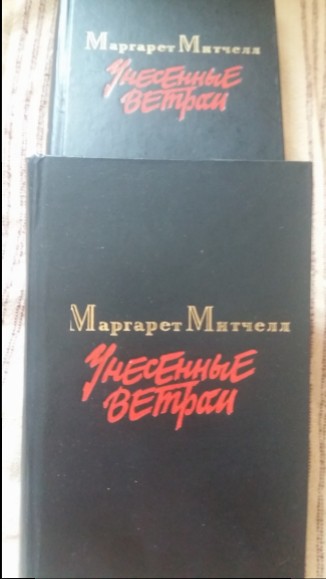 Маргарет Митчелл
Унесенные
ветром
Маргарет Митчелл
Унесенные
ветром